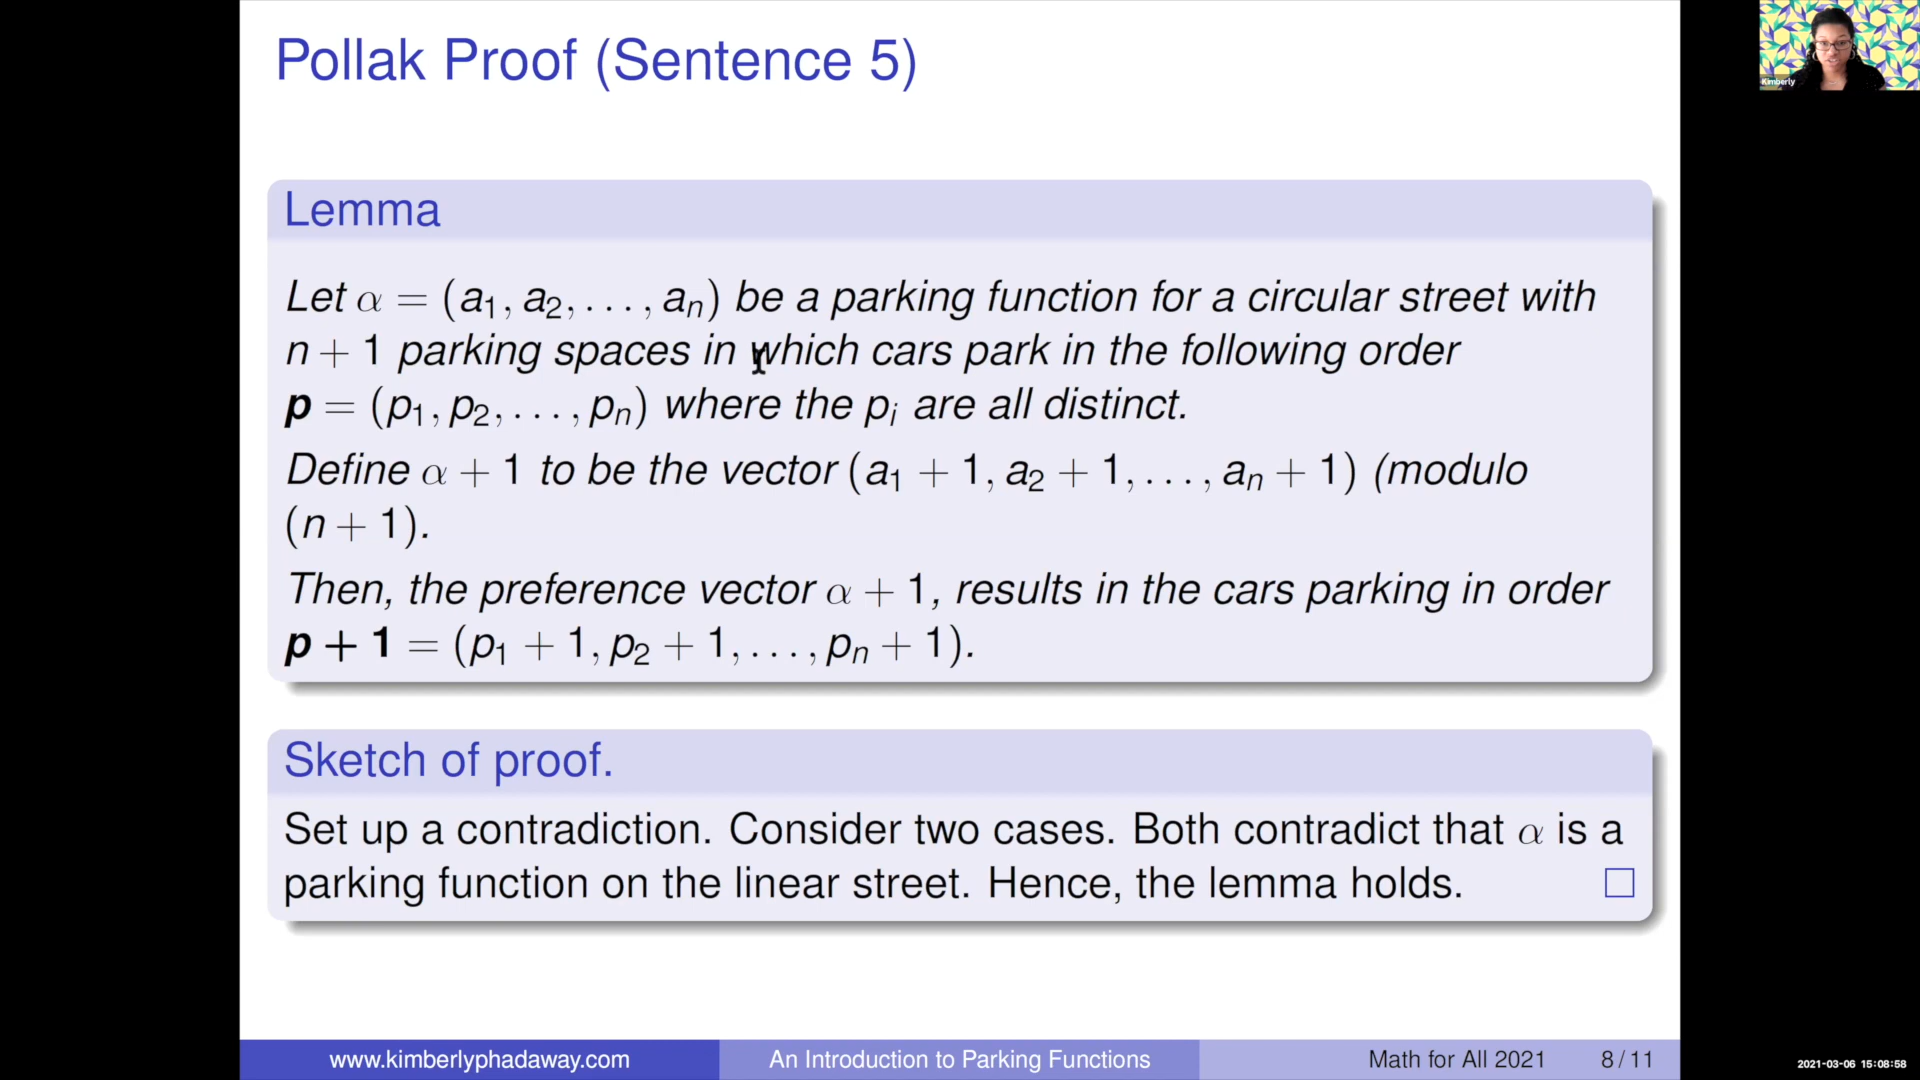 Pollak Proof (Sentence 5)
Kimberly
Lemma
Let α = (a₁, a₂, . . . , aₙ) be a parking function for a circular street with
n + 1 parking spaces in which cars park in the following order
p = (p₁, p₂, . . . , pₙ) where the pᵢ are all distinct.
Define α + 1 to be the vector (a₁ + 1, a₂ + 1, . . . , aₙ + 1) (modulo
(n + 1).
Then, the preference vector α + 1, results in the cars parking in order
p + 1 = (p₁ + 1, p₂ + 1, . . . , pₙ + 1).
Sketch of proof.
Set up a contradiction. Consider two cases. Both contradict that α is a
parking function on the linear street. Hence, the lemma holds. □
www.kimberlyphadaway.com An Introduction to Parking Functions Math for All 2021 8 / 11
2021-03-06 15:08:58